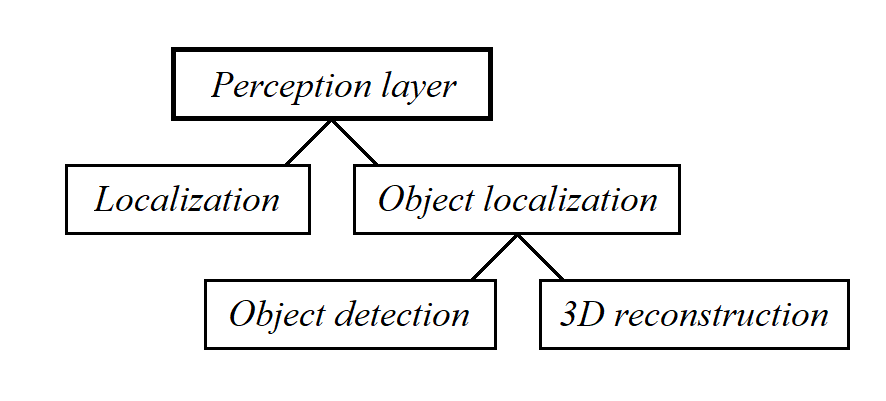 Perception layer
Localization
Object localization
Object detection
3D reconstruction